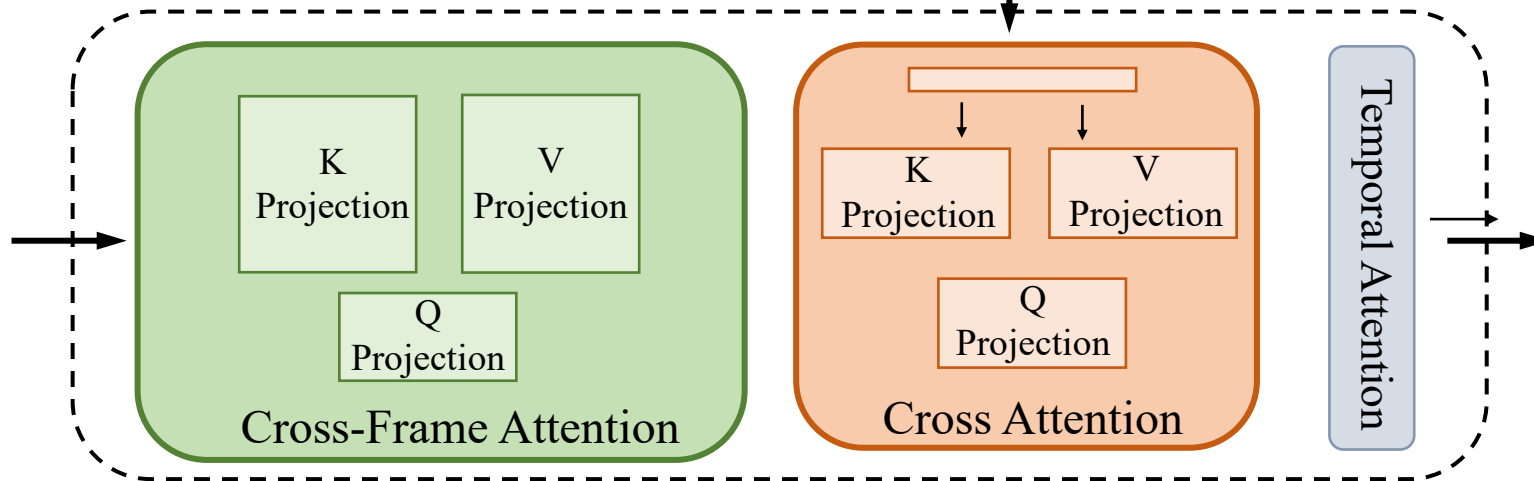 K
Projection
V
Projection
Q
Projection
Cross-Frame Attention
K
Projection
V
Projection
Q
Projection
Cross Attention
Temporal Attention